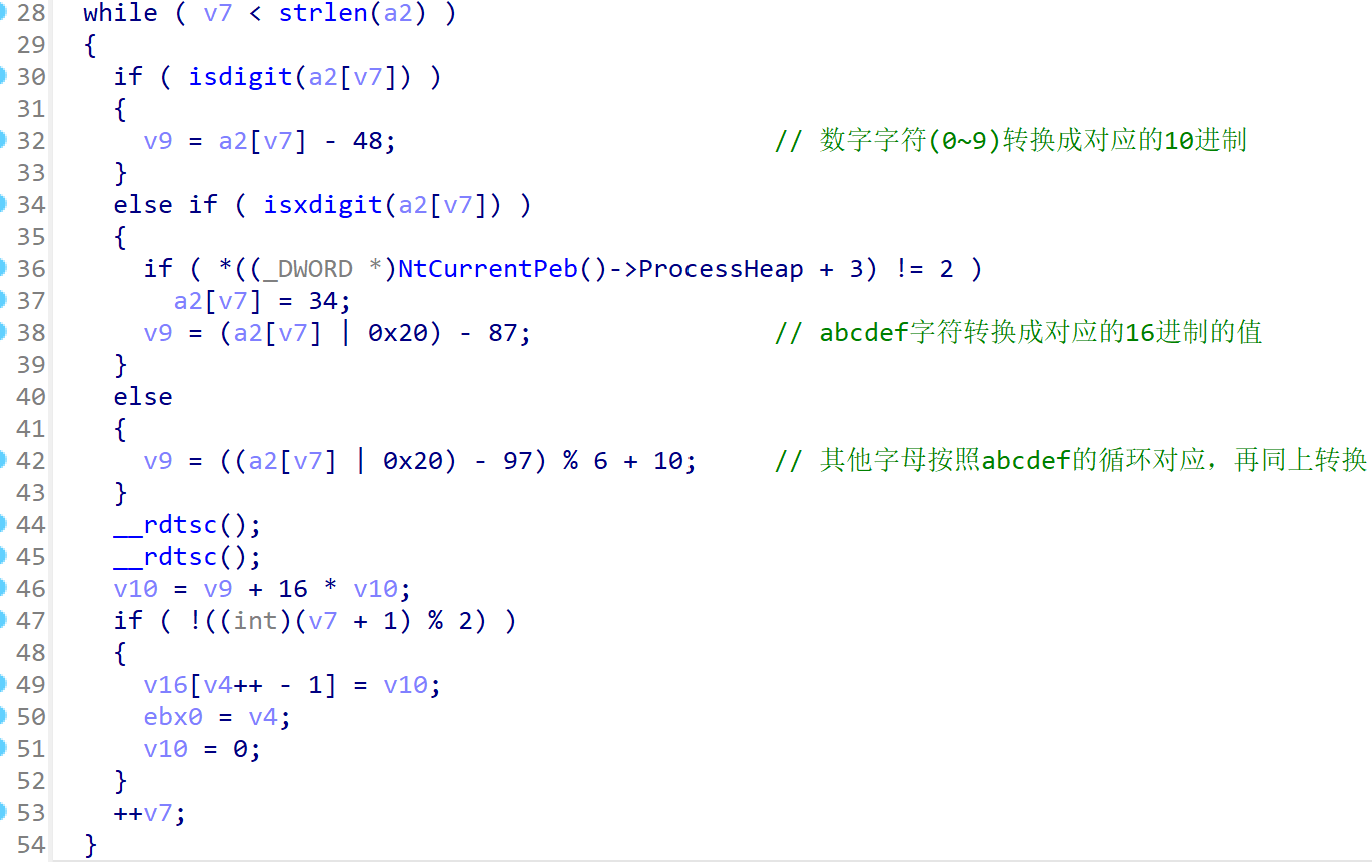 28 while ( v7 < strlen(a2) )
29 {
30 if ( isdigit(a2[v7]) )
31 {
32 v9 = a2[v7] - 48; // 数字字符(0~9)转换成对应的10进制
33 }
34 else if ( isxdigit(a2[v7]) )
35 {
36 if ( *((_DWORD *)NtCurrentPeb()->ProcessHeap + 3) != 2 )
37 a2[v7] = 34;
38 v9 = (a2[v7] | 0x20) - 87; // abcdef字符转换成对应的16进制的值
39 }
40 else
41 {
42 v9 = ((a2[v7] | 0x20) - 97) % 6 + 10; // 其他字母按照abcdef的循环对应，再同上转换
43 }
44 __rdtsc();
45 __rdtsc();
46 v10 = v9 + 16 * v10;
47 if ( !((int)(v7 + 1) % 2) )
48 {
49 v16[v4++ - 1] = v10;
50 ebx0 = v4;
51 v10 = 0;
52 }
53 ++v7;
54 }